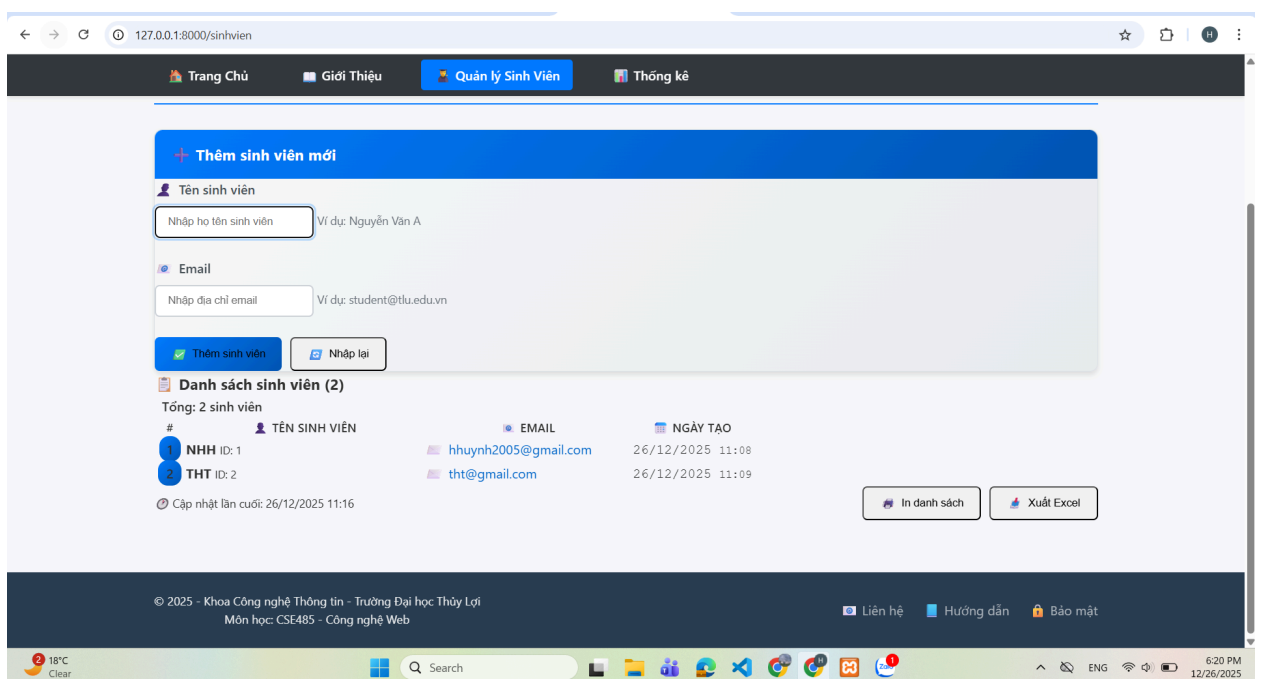 127.0.0.1:8000/sinhvien
H
Trang Chủ Giới Thiệu Quản lý Sinh Viên Thống kê
Thêm sinh viên mới
Tên sinh viên
Nhập họ tên sinh viên Ví dụ: Nguyễn Văn A
Email
Nhập địa chỉ email Ví dụ: student@tlu.edu.vn
Thêm sinh viên Nhập lại
Danh sách sinh viên (2)
Tổng: 2 sinh viên
# TÊN SINH VIÊN EMAIL NGÀY TẠO
1 NHH ID: 1 hhuynh2005@gmail.com 26/12/2025 11:08
2 THT ID: 2 tht@gmail.com 26/12/2025 11:09
Cập nhật lần cuối: 26/12/2025 11:16
In danh sách Xuất Excel
© 2025 - Khoa Công nghệ Thông tin - Trường Đại học Thủy Lợi
Môn học: CSE485 - Công nghệ Web
Liên hệ Hướng dẫn Bảo mật
2 18°C
Clear
Search
H
Zalo
1
ENG
6:20 PM
12/26/2025